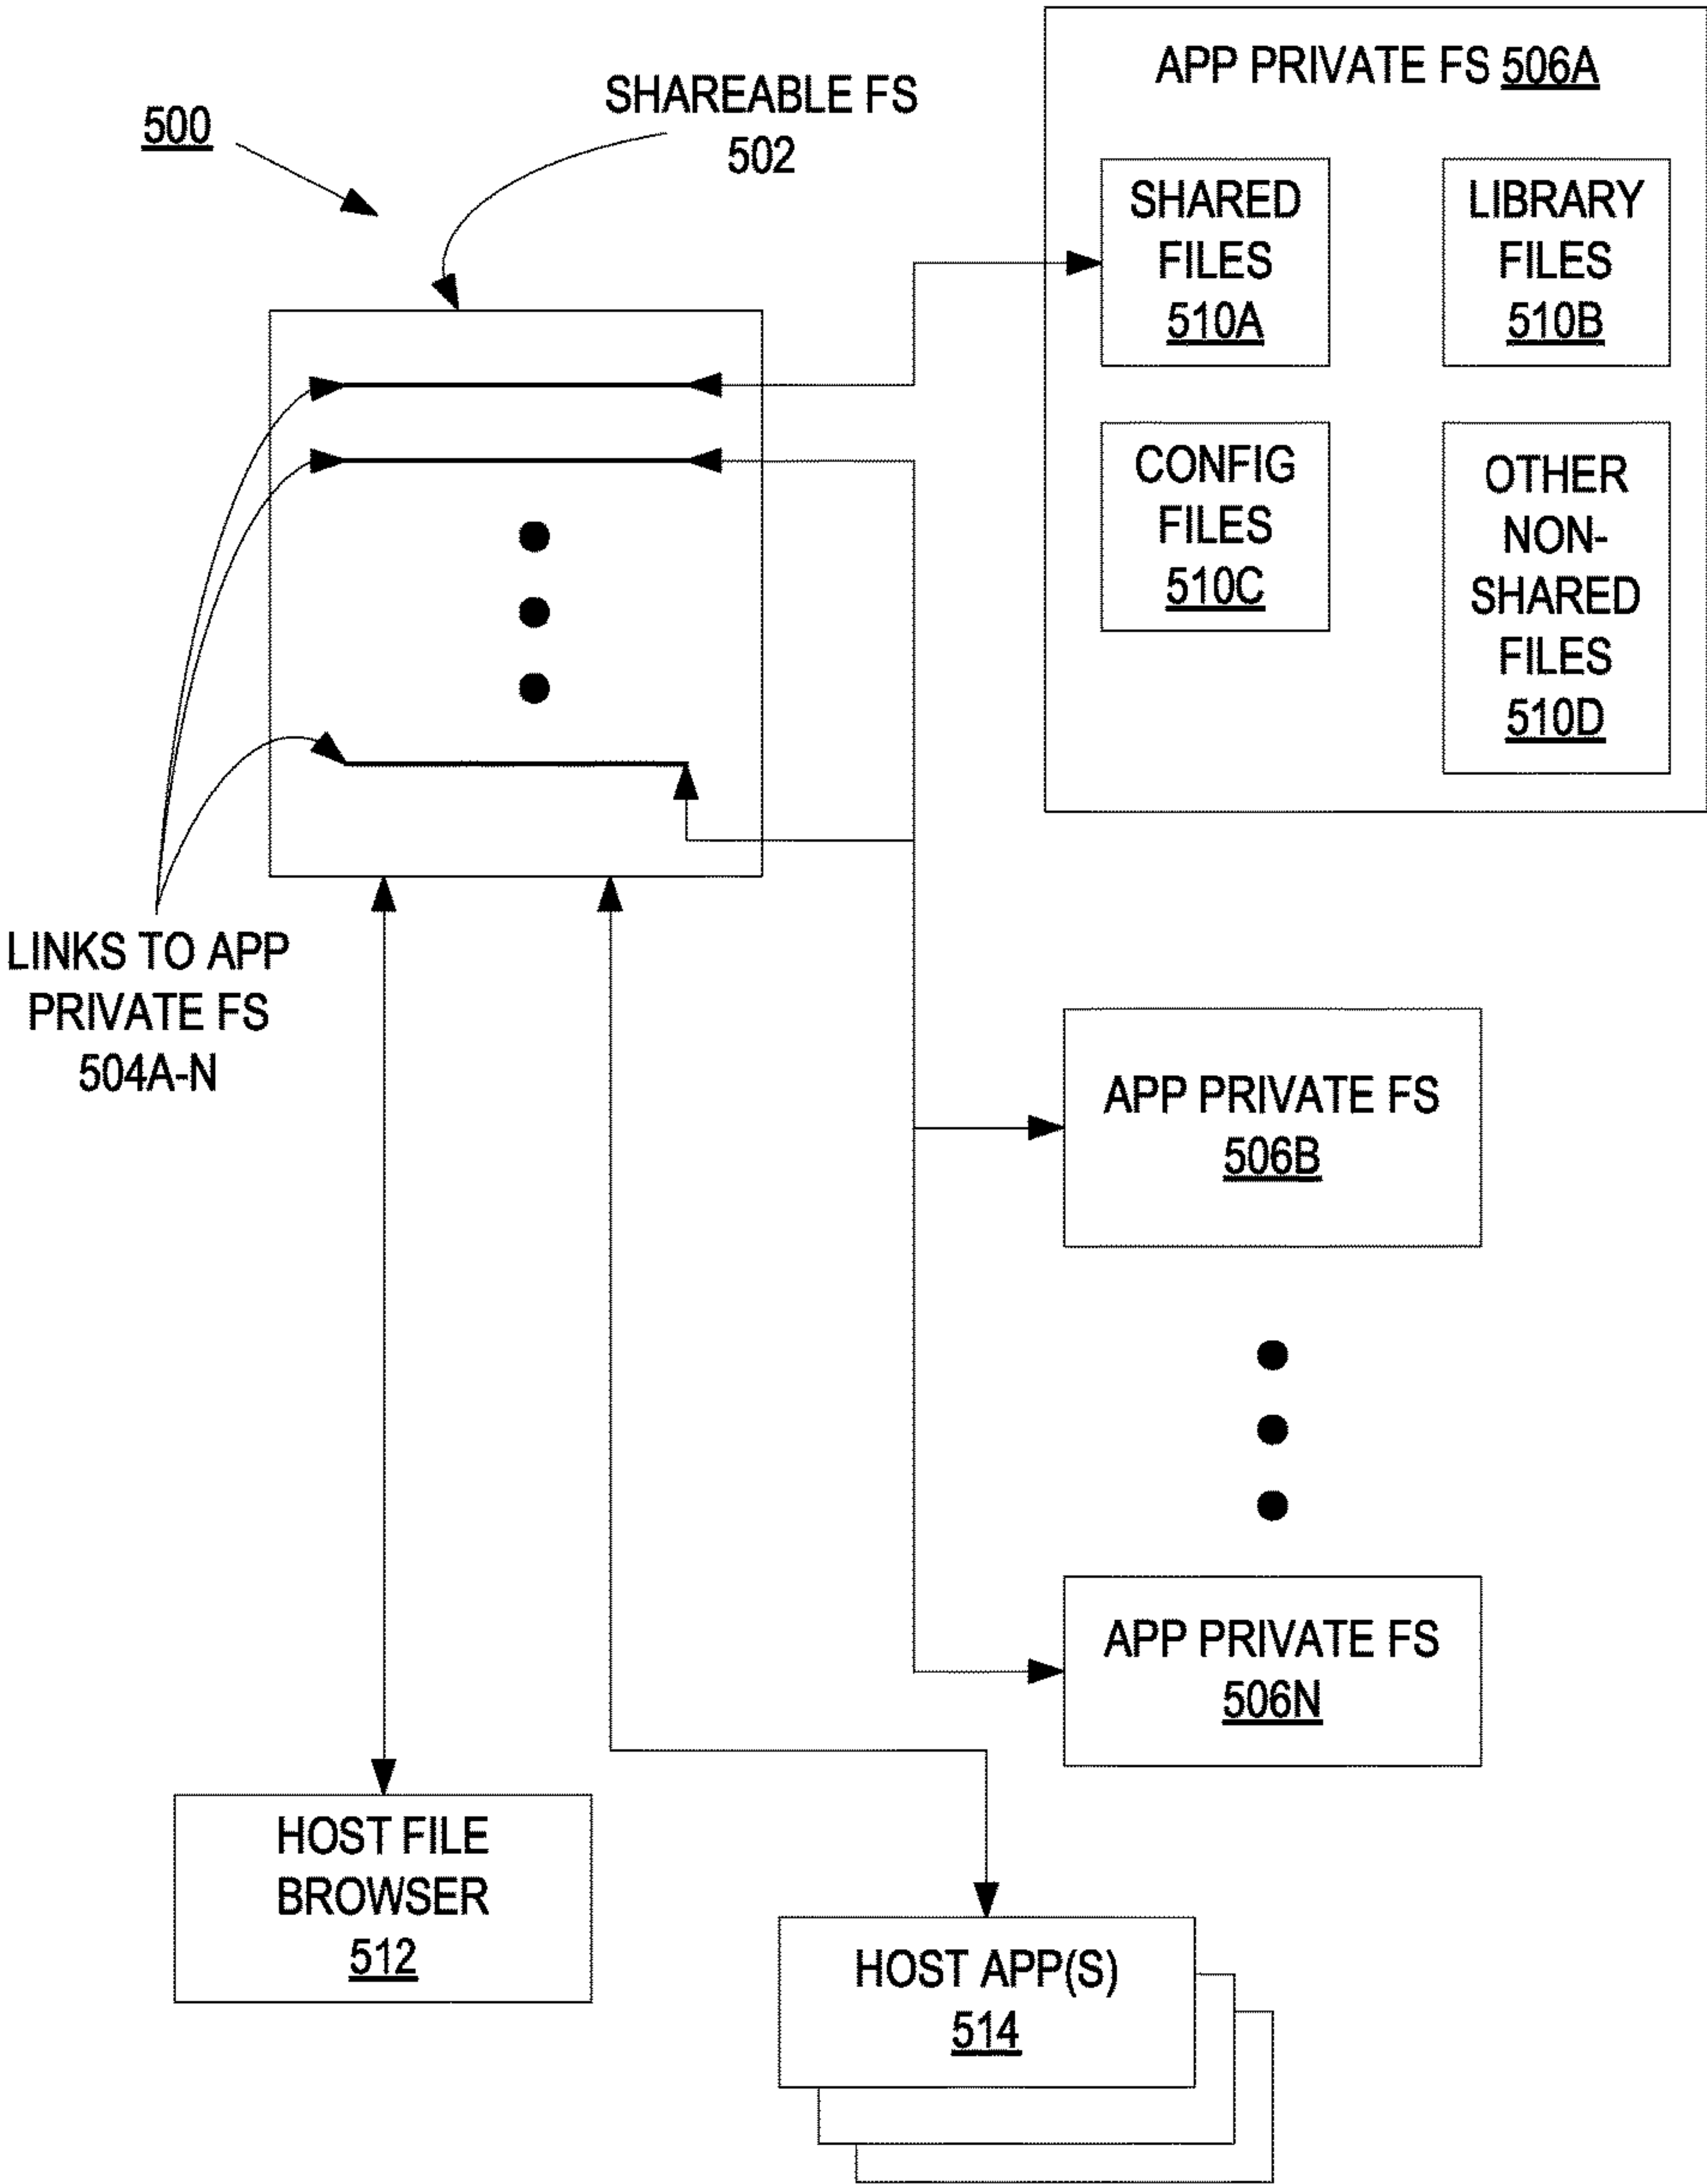 500
SHAREABLE FS
502
APP PRIVATE FS 506A
SHARED
FILES
510A
LIBRARY
FILES
510B
CONFIG
FILES
510C
OTHER
NON-
SHARED
FILES
510D
LINKS TO APP
PRIVATE FS
504A-N
APP PRIVATE FS
506B
APP PRIVATE FS
506N
HOST FILE
BROWSER
512
HOST APP(S)
514